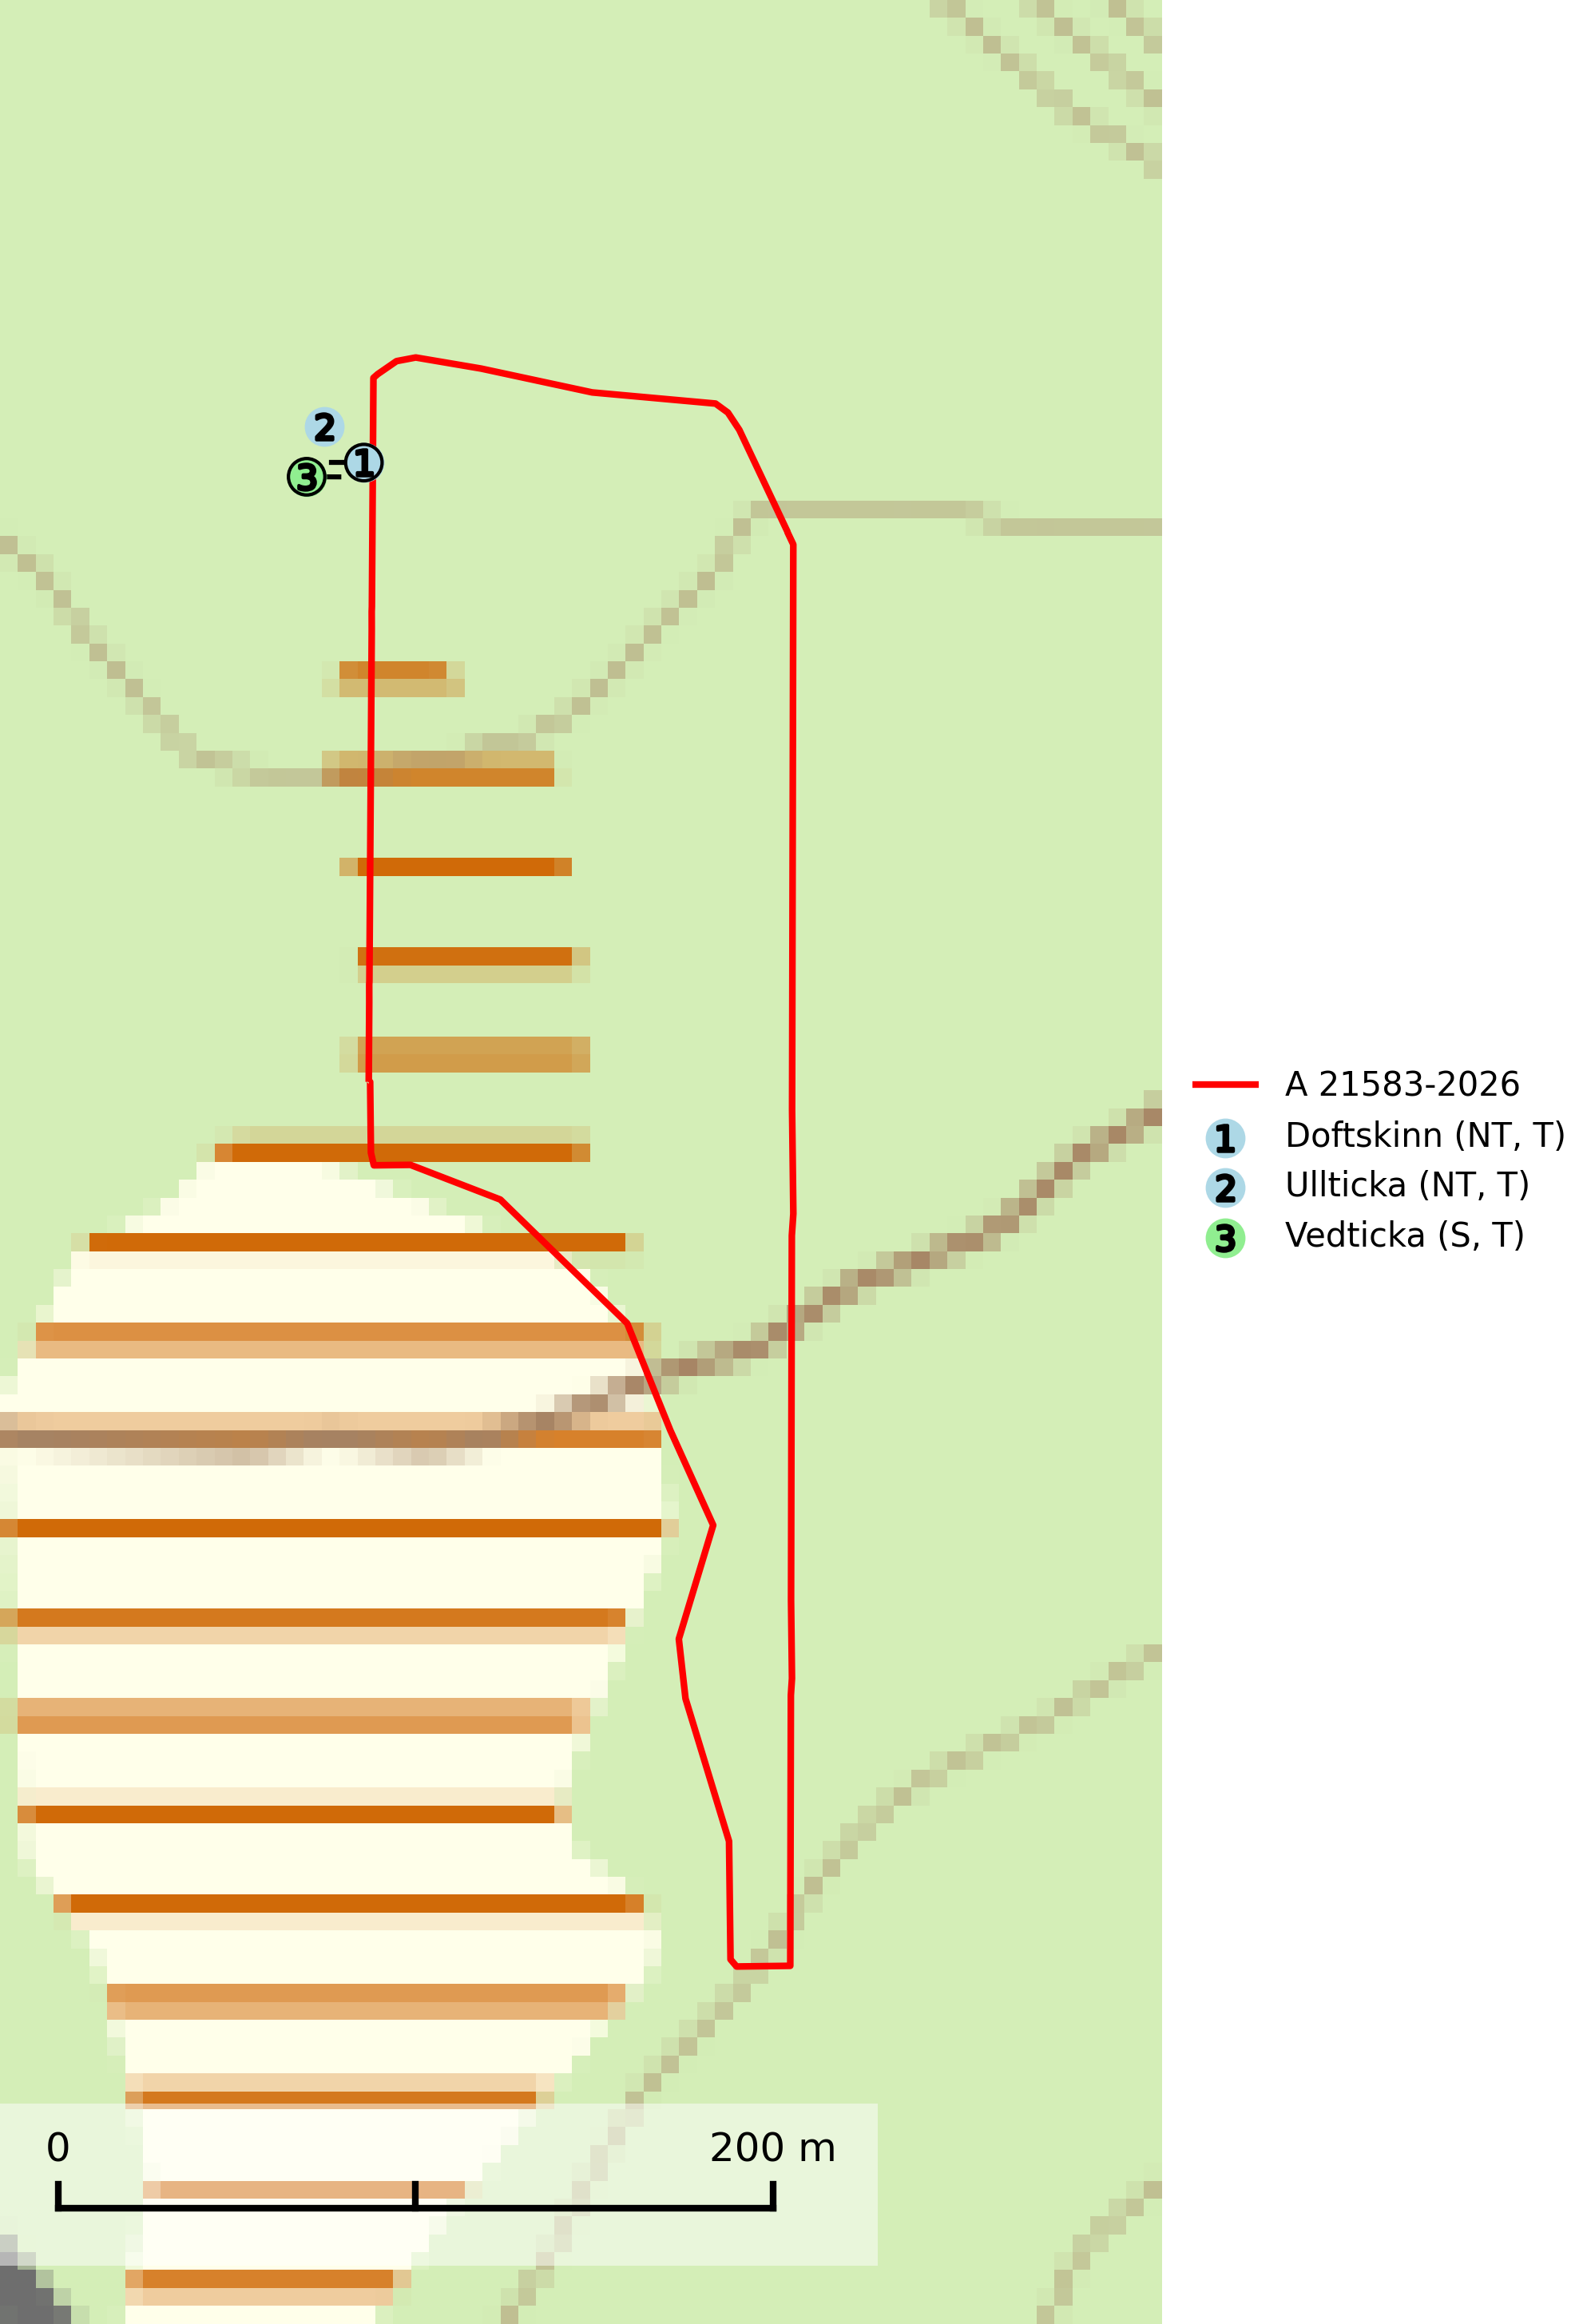 2
1
3
A 21583-2026
1 Doftskinn (NT, T)
2 Ullticka (NT, T)
3 Vedticka (S, T)
0 200 m